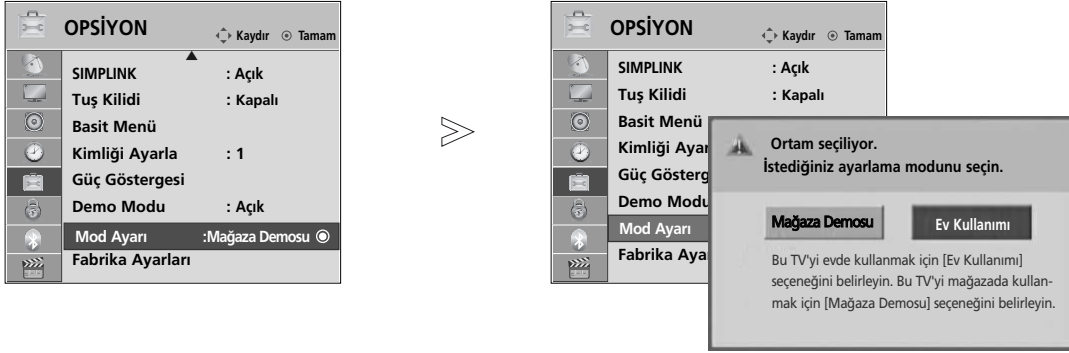 OPSİYON
Kaydır Tamam
SIMPLINK : Açık
Tuş Kilidi : Kapalı
Basit Menü
Kimliği Ayarla : 1
Güç Göstergesi
Demo Modu : Açık
Mod Ayarı :Mağaza Demosu
Fabrika Ayarları
OPSİYON
Kaydır Tamam
SIMPLINK : Açık
Tuş Kilidi : Kapalı
Basit Menü
Kimliği Ayar
Güç Gösterg
Demo Modu
Mod Ayarı
Fabrika Aya
Ortam seçiliyor.
İstediğiniz ayarlama modunu seçin.
Mağaza Demosu Ev Kullanımı
Bu TV'yi evde kullanmak için [Ev Kullanımı]
seçeneğini belirleyin. Bu TV'yi mağazada kullan-
mak için [Mağaza Demosu] seçeneğini belirleyin.